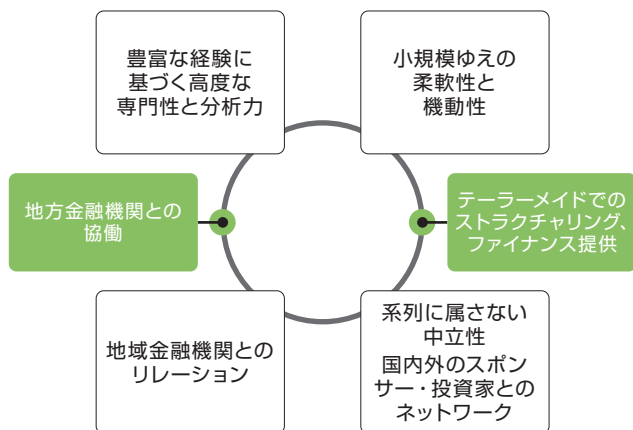 豊富な経験に
基づく高度な
専門性と分析力
小規模ゆえの
柔軟性と
機動性
地方金融機関との
協働
テーラーメイドでの
ストラクチャリング、
ファイナンス提供
地域金融機関との
リレーション
系列に属さない
中立性
国内外のスポン
サー・投資家との
ネットワーク